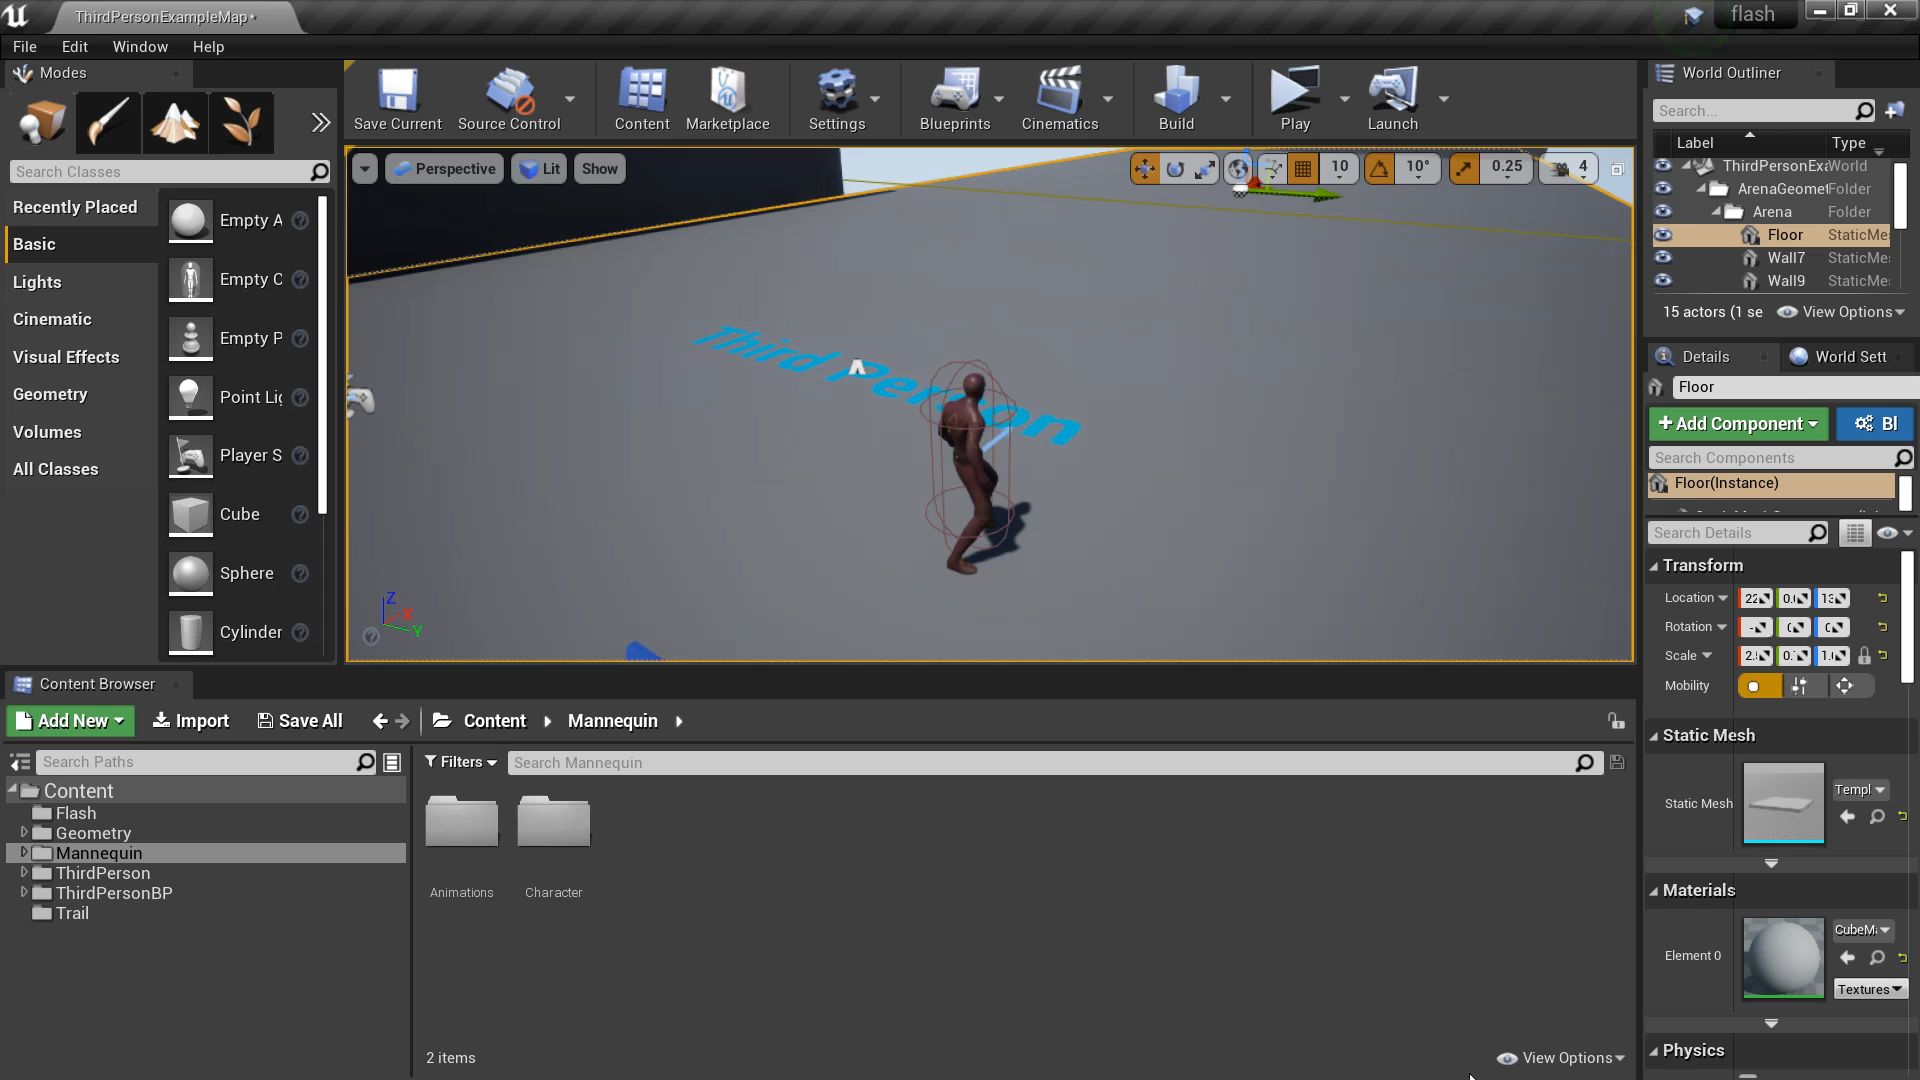 ThirdPersonExampleMap*
flash
File
Edit
Window
Help
Modes
Search Classes
Recently Placed
Basic
Lights
Cinematic
Visual Effects
Geometry
Volumes
All Classes
Empty A
Empty C
Empty P
Point Lig
Player S
Cube
Sphere
Cylinder
Save Current
Source Control
Content
Marketplace
Settings
Blueprints
Cinematics
Build
Play
Launch
Perspective
Lit
Show
10
10°
0.25
4
Third Person
Z
X
Y
World Outliner
Search...
Label
Type
ThirdPersonExa
World
ArenaGeomet
Folder
Arena
Folder
Floor
StaticMe
Wall7
StaticMe
Wall9
StaticMe
15 actors (1 se
View Options
Details
World Sett
Floor
+Add Component
Bl
Search Components
Floor(Instance)
Search Details
Transform
Location
Rotation
Scale
Mobility
Static Mesh
Static Mesh
Templ
Materials
Element 0
CubeMa
Textures
Physics
Content Browser
Add New
Import
Save All
Content
Mannequin
Search Paths
Filters
Search Mannequin
Content
Flash
Geometry
Mannequin
ThirdPerson
ThirdPersonBP
Trail
Animations
Character
2 items
View Options